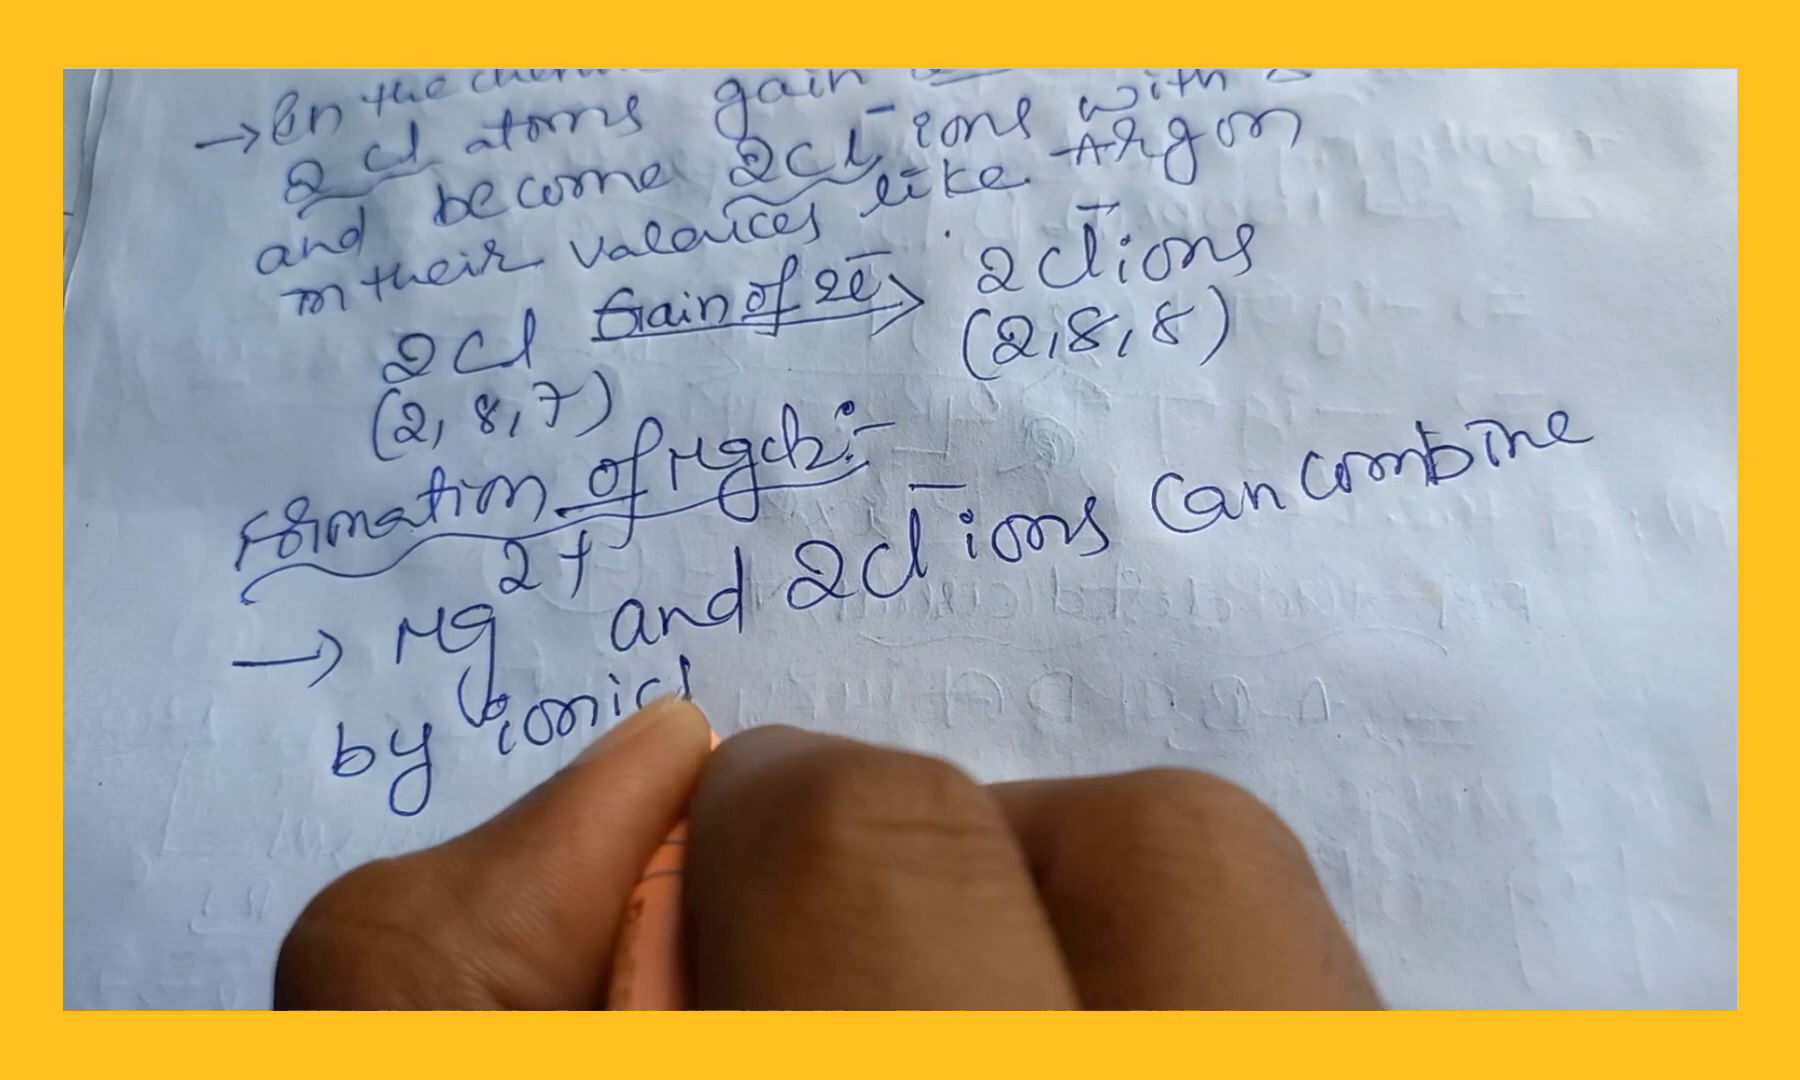 → In the
2 Cl atoms gain
and become 2Cl⁻ ions with
in their valances like Argon
2Cl Gain of 2e⁻ → 2Cl⁻ ions
(2, 8, 7) (2, 8, 8)
Formation of MgCl2:-
→ Mg2+ and 2Cl⁻ ions can combine
by ionic